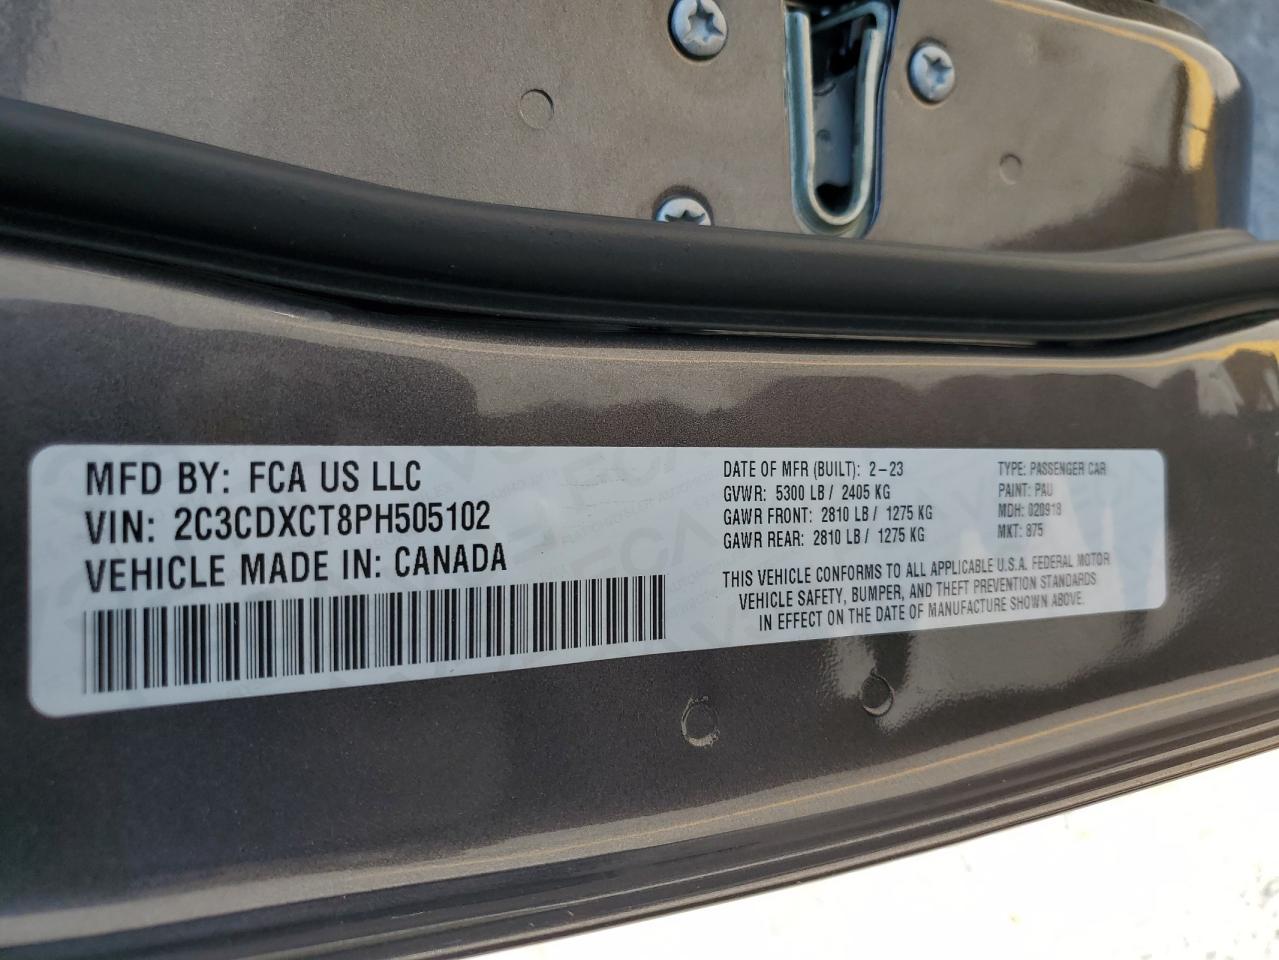 MFD BY: FCA US LLC
VIN: 2C3CDXCT8PH505102
VEHICLE MADE IN: CANADA
DATE OF MFR (BUILT): 2-23
GVWR: 5300 LB / 2405 KG
GAWR FRONT: 2810 LB / 1275 KG
GAWR REAR: 2810 LB / 1275 KG
TYPE: PASSENGER CAR
PAINT: PAU
MDH: 020918
MKT: 875
THIS VEHICLE CONFORMS TO ALL APPLICABLE U.S.A. FEDERAL MOTOR
VEHICLE SAFETY, BUMPER, AND THEFT PREVENTION STANDARDS
IN EFFECT ON THE DATE OF MANUFACTURE SHOWN ABOVE.